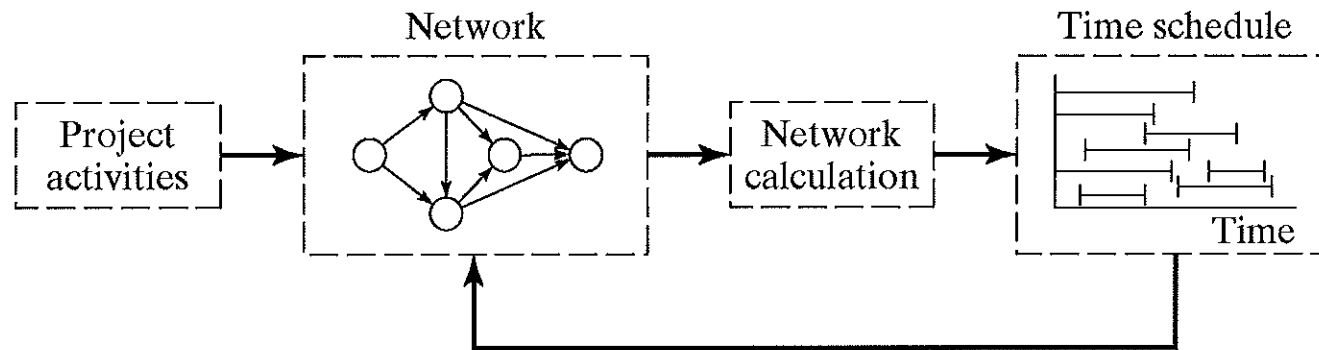 Network
Time schedule
Project
activities
Network
calculation
Time